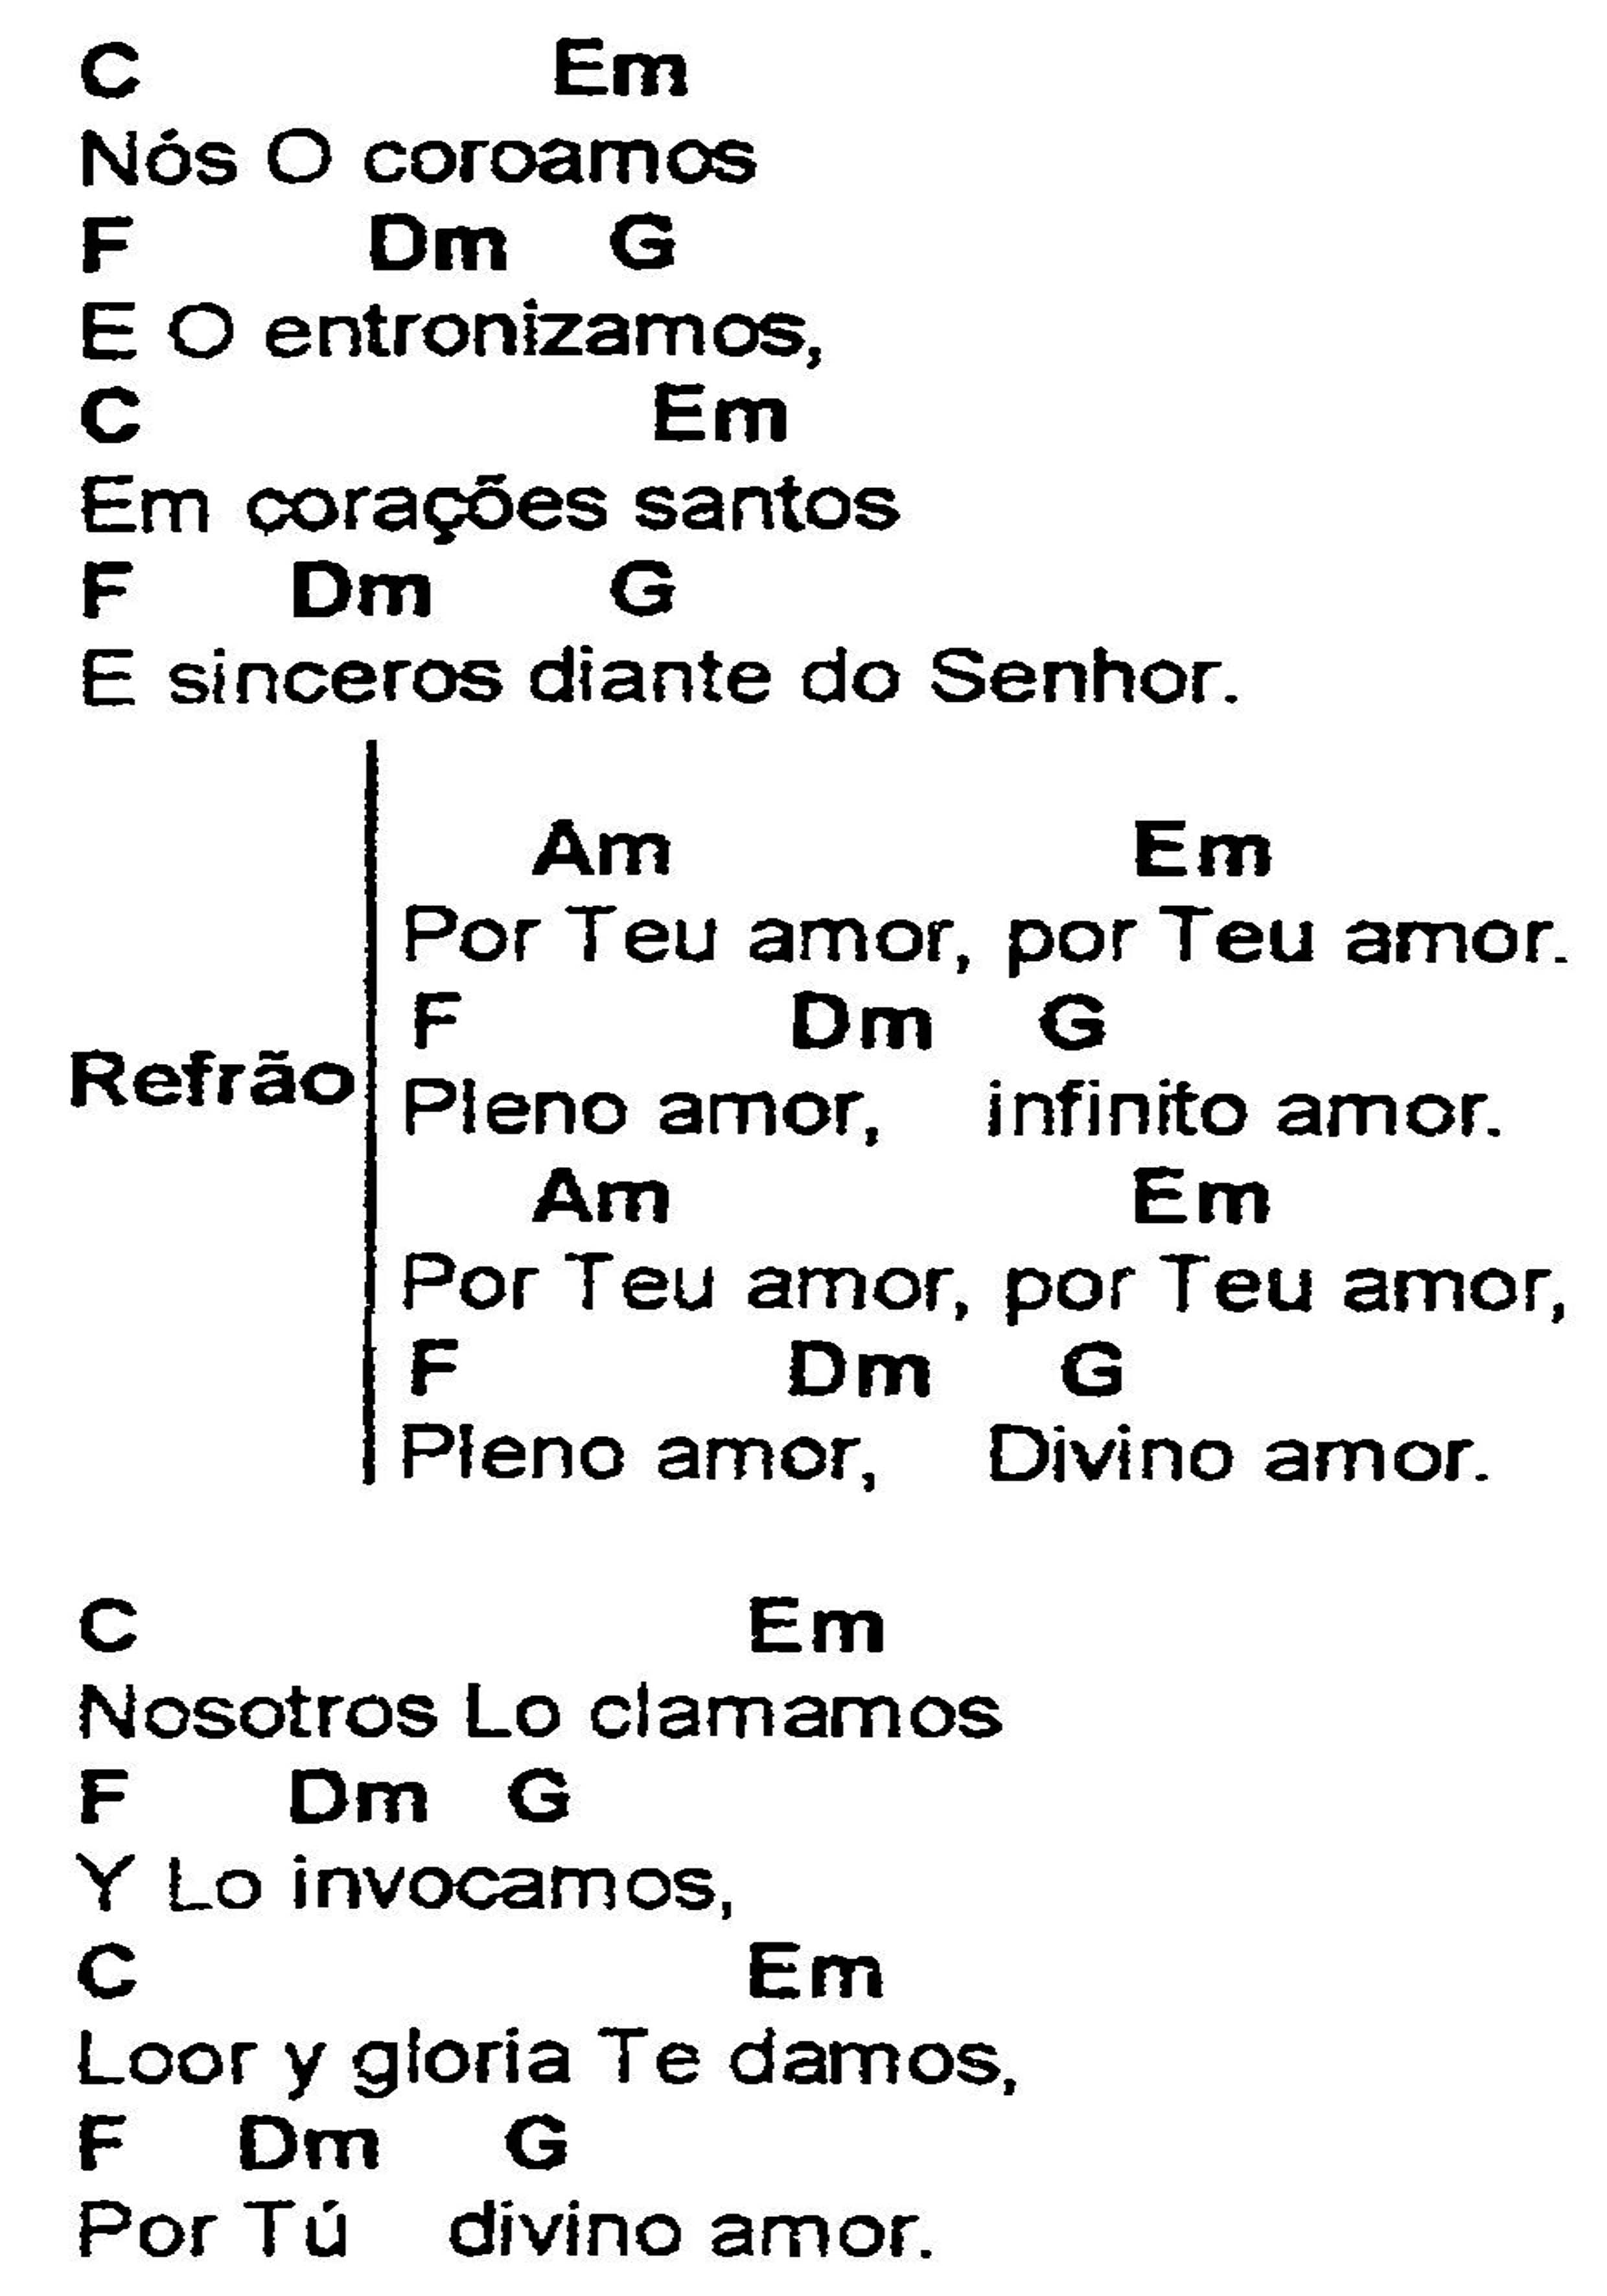 C Em
Nós O coroamos
F Dm G
E O entronizamos,
C Em
Em corações santos
F Dm G
E sinceros diante do Senhor.
Am Em
Por Teu amor, por Teu amor.
F Dm G
Refrão
Pleno amor, infinito amor.
Am Em
Por Teu amor, por Teu amor,
F Dm G
Pleno amor, Divino amor.
C Em
Nosotros Lo clamamos
F Dm G
Y Lo invocamos,
C Em
Loor y gloria Te damos,
F Dm G
Por Tú divino amor.